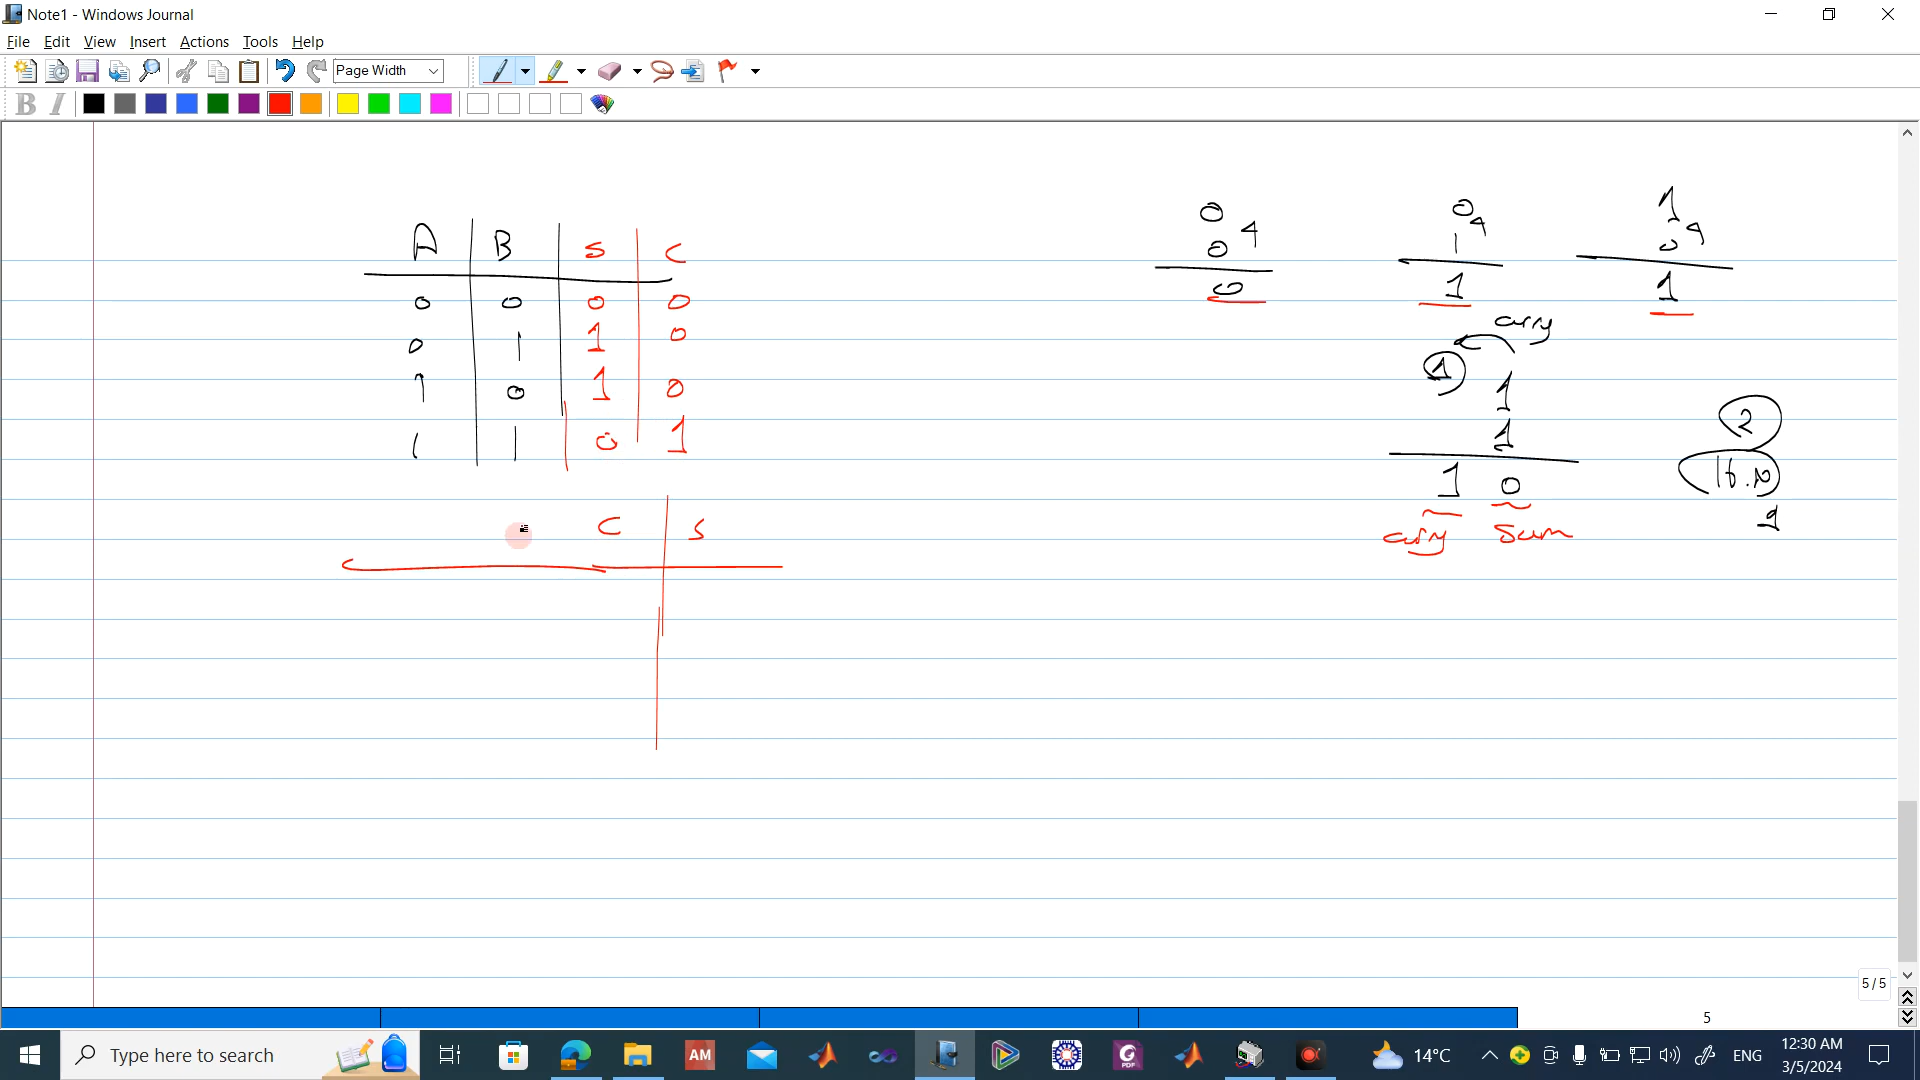 Note1 - Windows Journal
File Edit View Insert Actions Tools Help
Page Width
B I
A B S C
0 0 0 0
0 1 1 0
1 0 1 0
1 1 0 1
C S
0
0
0
0
1
1
1
0
1
carry
1
1
1
1 0
carry sum
2
5 / 5
5
Type here to search
AM
PDF
14°C
ENG
12:30 AM
3/5/2024